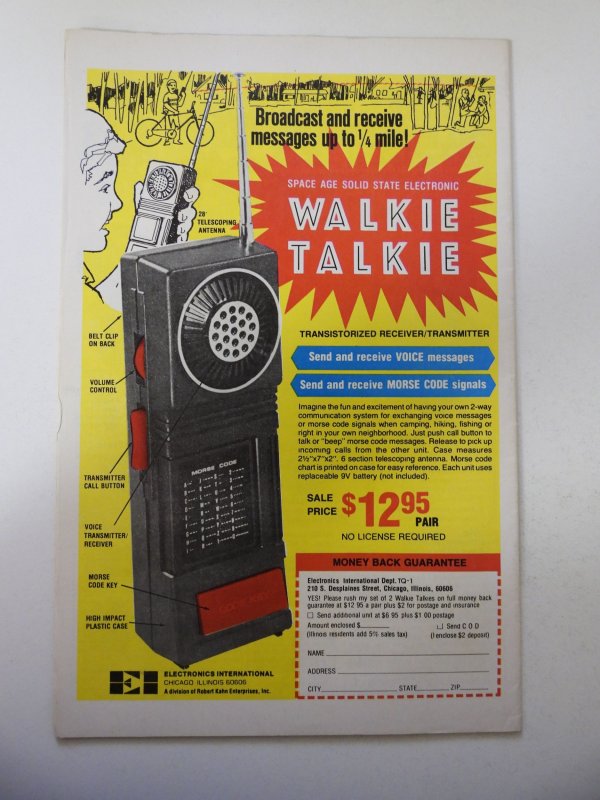 Broadcast and receive
messages up to 1/4 mile!
SPACE AGE SOLID STATE ELECTRONIC
WALKIE
TALKIE
28"
TELESCOPING
ANTENNA
BELT CLIP
ON BACK
VOLUME
CONTROL
TRANSMITTER
CALL BUTTON
VOICE
TRANSMITTER/
RECEIVER
MORSE
CODE KEY
HIGH IMPACT
PLASTIC CASE
MORSE CODE
TRANSISTORIZED RECEIVER/TRANSMITTER
Send and receive VOICE messages
Send and receive MORSE CODE signals
Imagine the fun and excitement of having your own 2-way
communication system for exchanging voice messages
or morse code signals when camping, hiking, fishing or
right in your own neighborhood. Just push call button to
talk or "beep" morse code messages. Release to pick up
incoming calls from the other unit. Case measures
2½"x7"x2". 6 section telescoping antenna. Morse code
chart is printed on case for easy reference. Each unit uses
replaceable 9V battery (not included).
SALE
PRICE $12.95
PAIR
NO LICENSE REQUIRED
MONEY BACK GUARANTEE
Electronics International Dept. TQ-1
210 S. Desplaines Street, Chicago, Illinois, 60606
YES! Please rush my set of 2 Walkie Talkies on full money back
guarantee at $12.95 a pair plus $2 for postage and insurance
Send additional unit at $6.95 plus $1.00 postage
Amount enclosed $
Send C O D
(Illinois residents add 5% sales tax)
(I enclose $2 deposit)
NAME
ADDRESS
CITY STATE ZIP
ELECTRONICS INTERNATIONAL
CHICAGO ILLINOIS 60606
A division of Robert Kahn Enterprises, Inc.